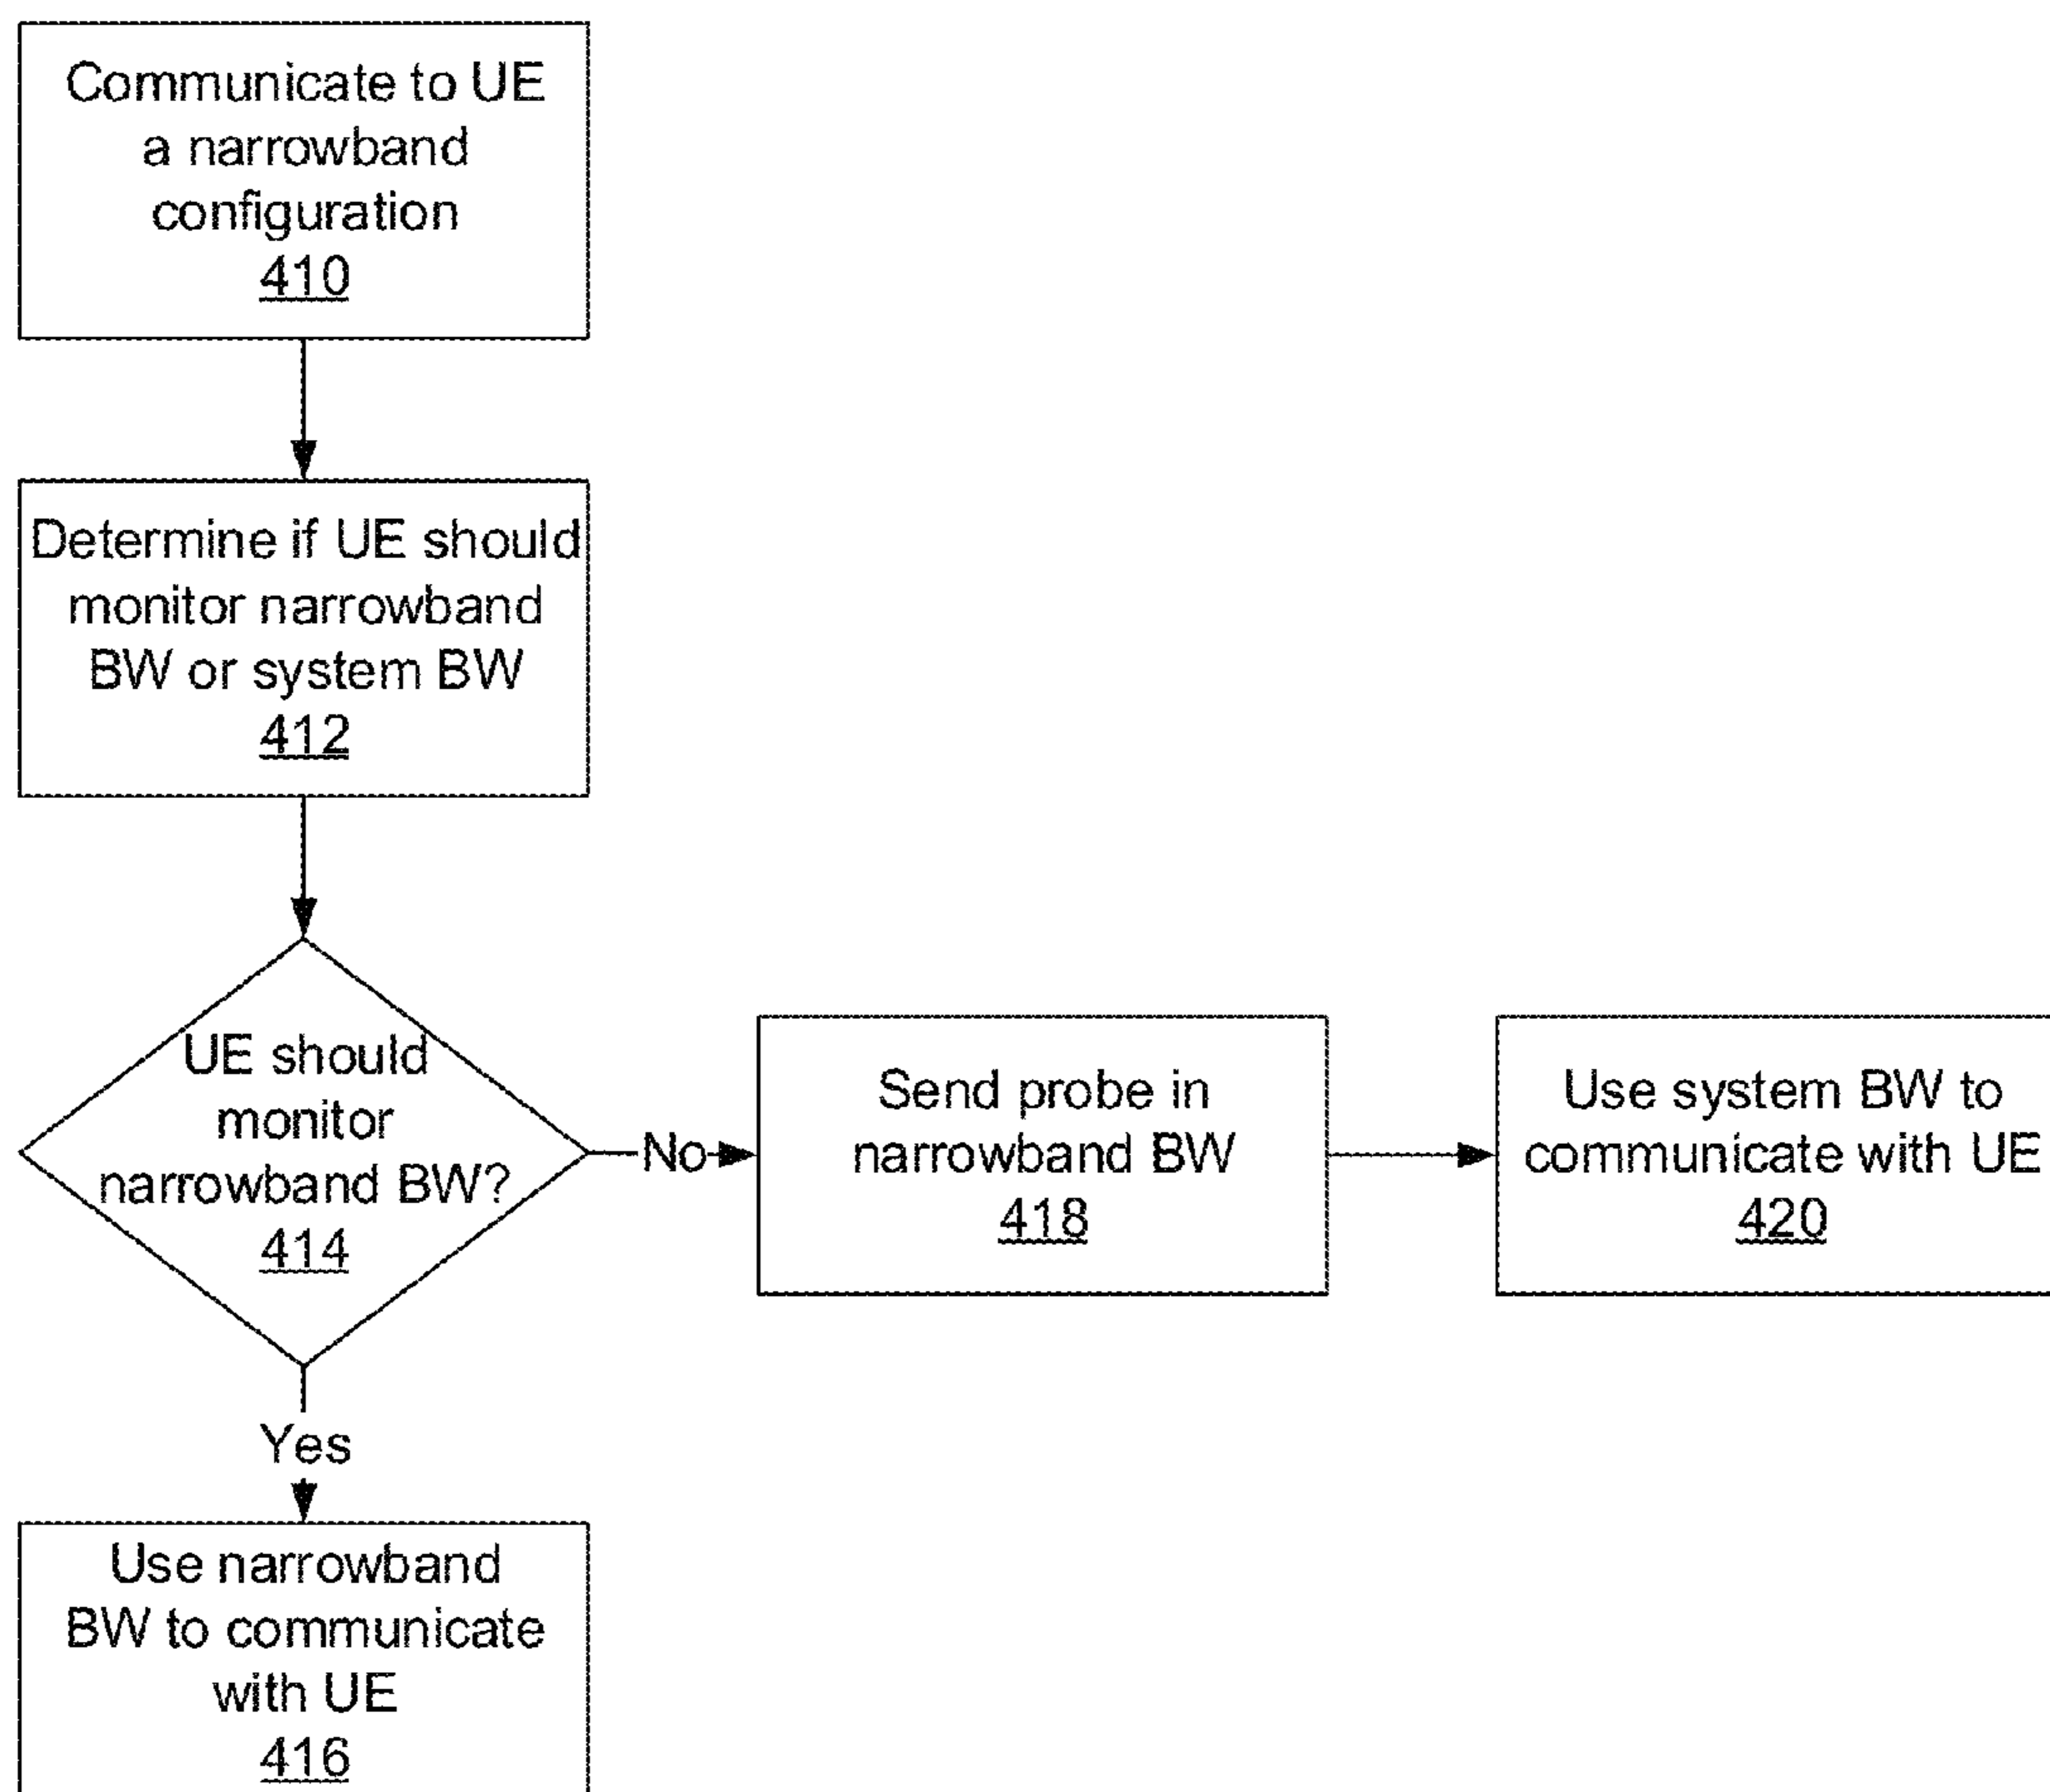 Communicate to UE
a narrowband
configuration
410
Determine if UE should
monitor narrowband
BW or system BW
412
UE should
monitor
narrowband BW?
414
No
Send probe in
narrowband BW
418
Use system BW to
communicate with UE
420
Yes
Use narrowband
BW to communicate
with UE
416